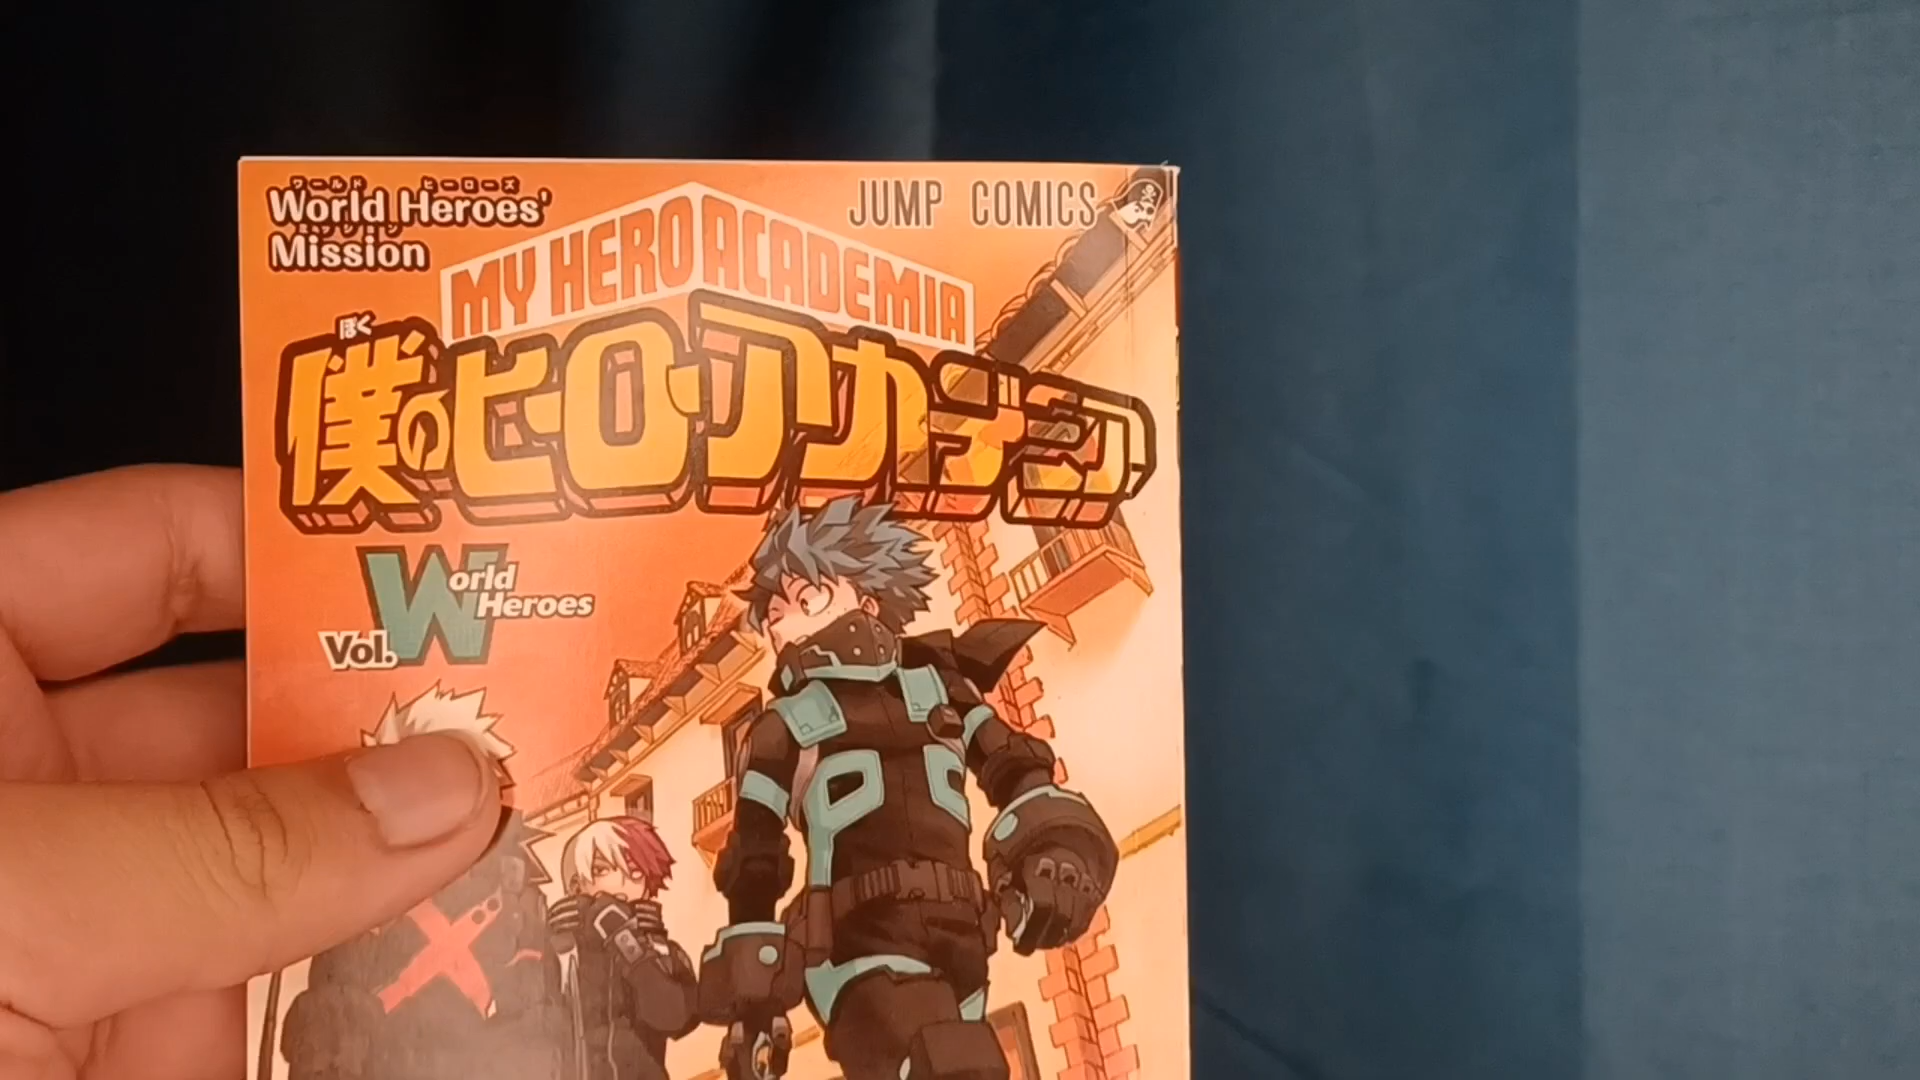 ワールド ヒーローズ
World Heroes'
ミッション
Mission
JUMP COMICS
MY HERO ACADEMIA
ぼく
僕のヒーローアカデミア
Vol. World
Heroes